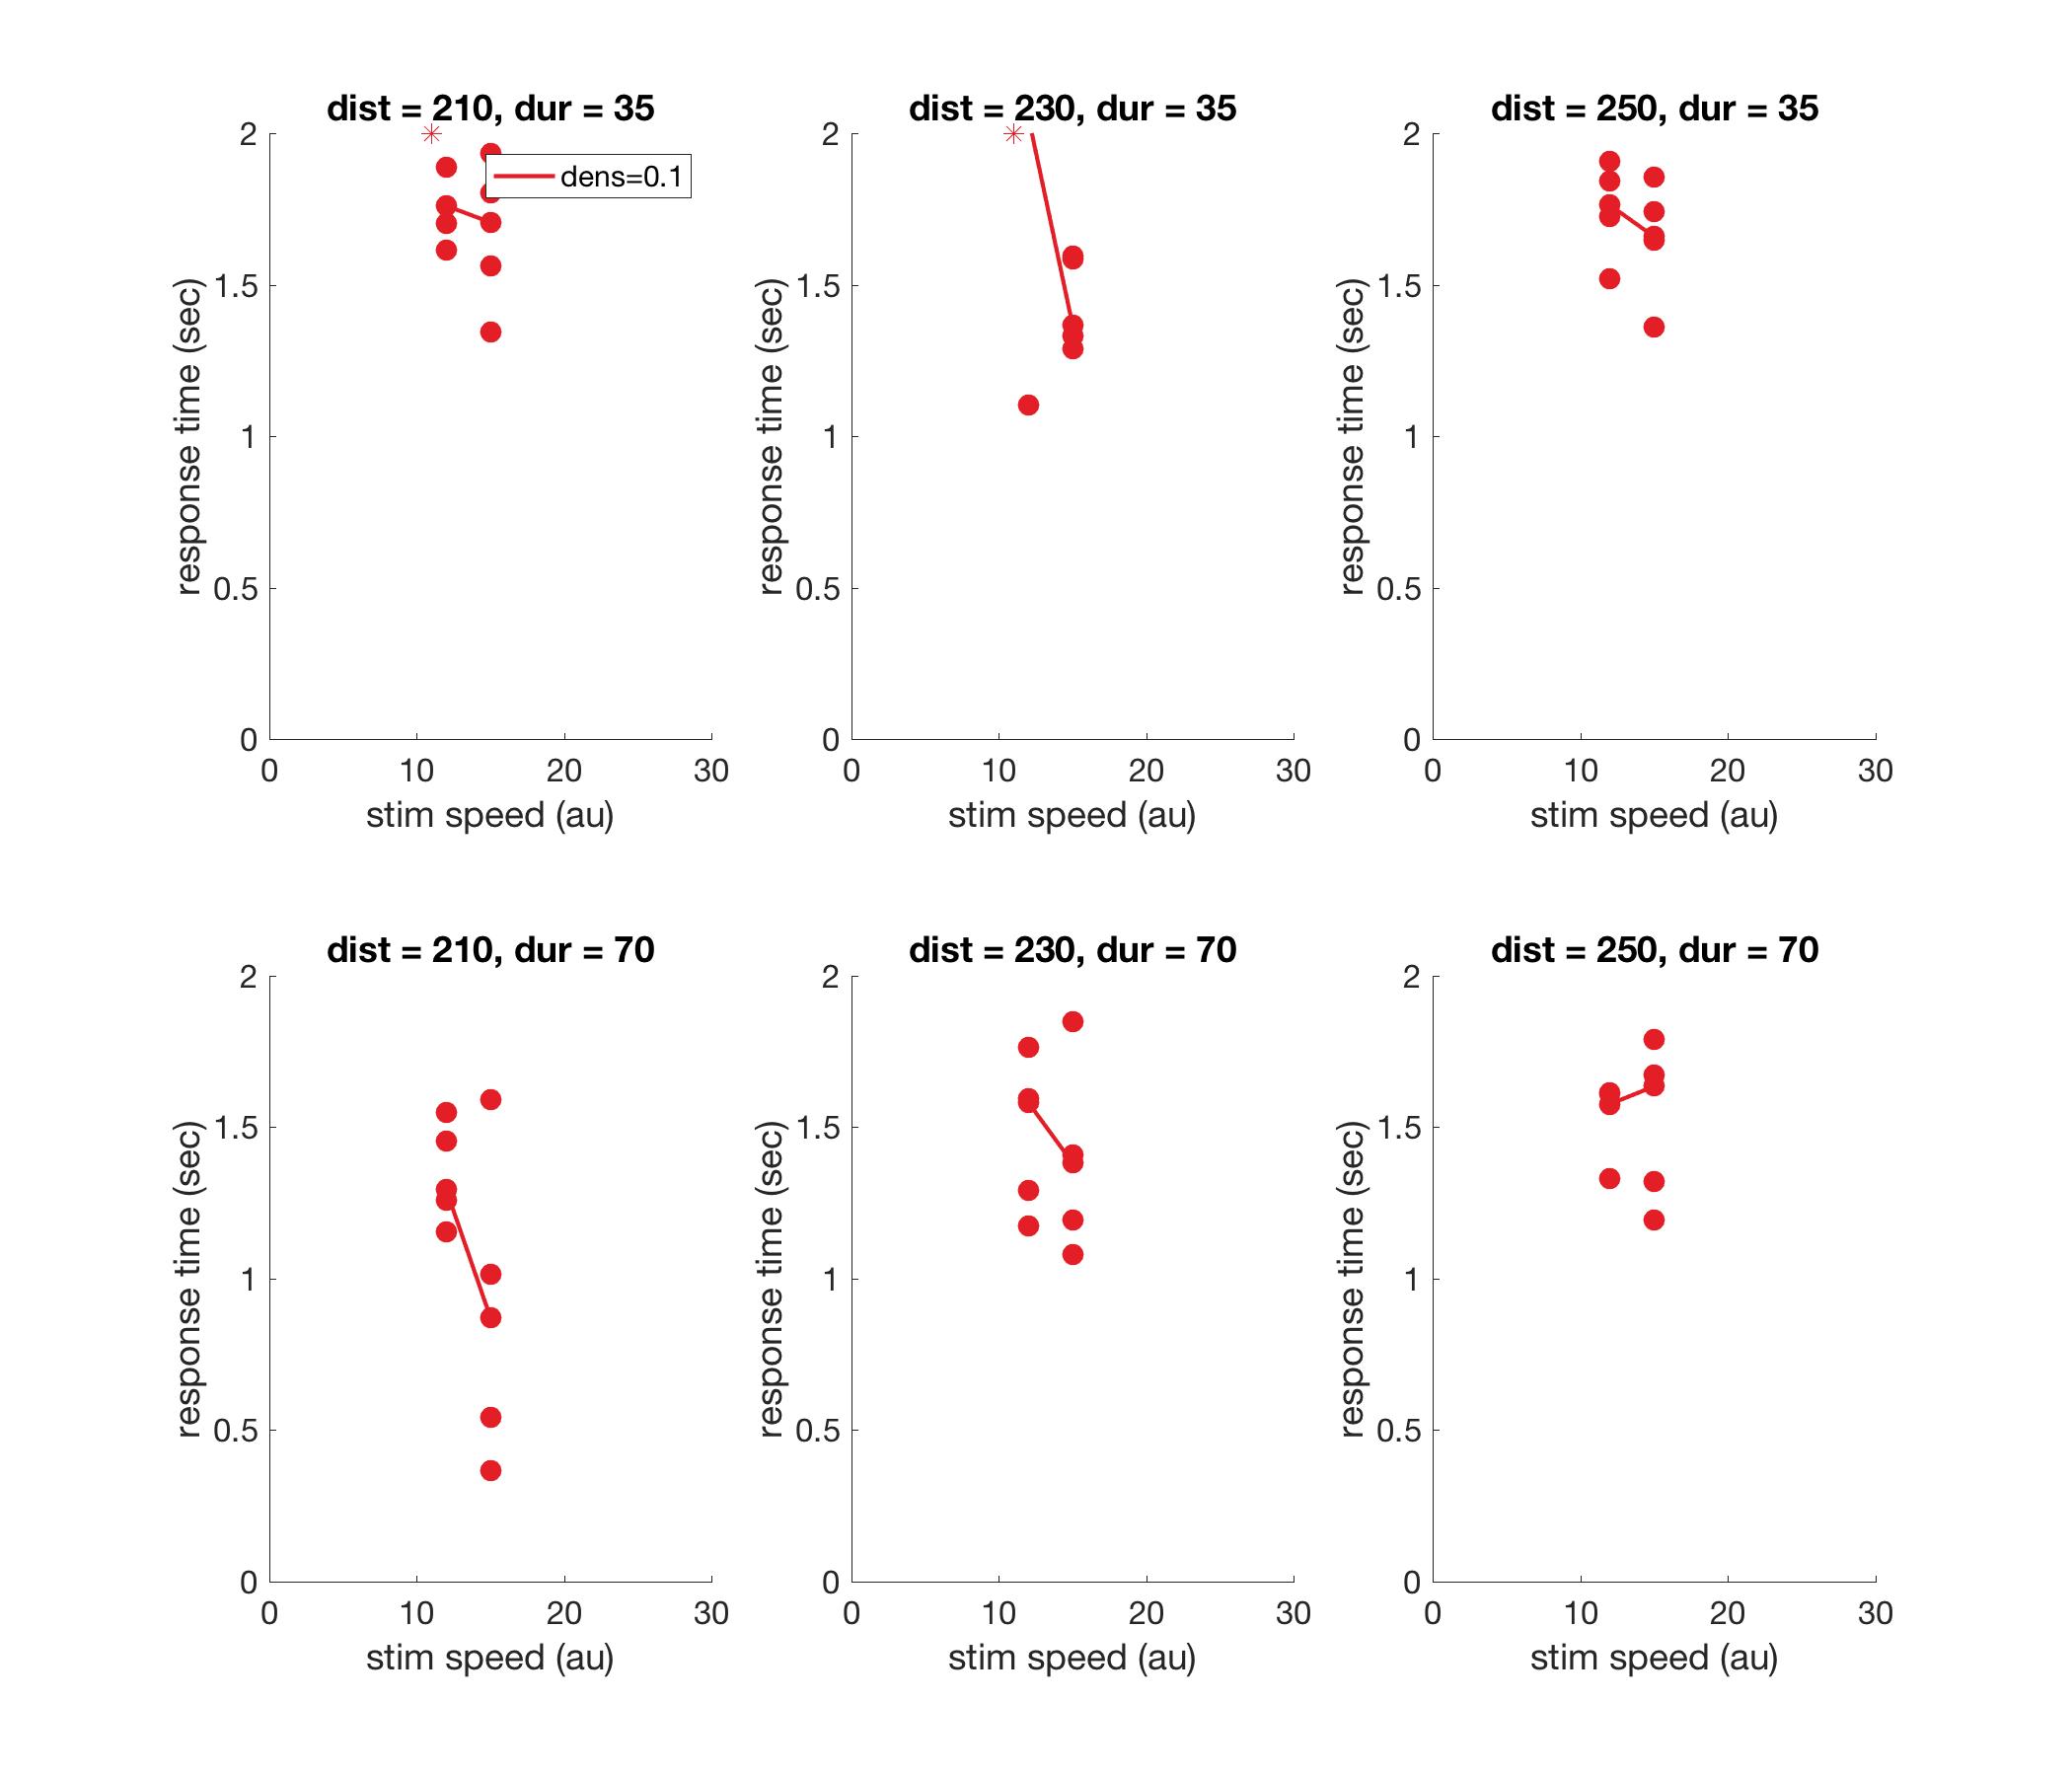 dist = 210, dur = 35
2
1.5
1
0.5
0
0
10
20
30
response time (sec)
stim speed (au)
dens=0.1
dist = 230, dur = 35
2
1.5
1
0.5
0
0
10
20
30
response time (sec)
stim speed (au)
dist = 250, dur = 35
2
1.5
1
0.5
0
0
10
20
30
response time (sec)
stim speed (au)
dist = 210, dur = 70
2
1.5
1
0.5
0
0
10
20
30
response time (sec)
stim speed (au)
dist = 230, dur = 70
2
1.5
1
0.5
0
0
10
20
30
response time (sec)
stim speed (au)
dist = 250, dur = 70
2
1.5
1
0.5
0
0
10
20
30
response time (sec)
stim speed (au)